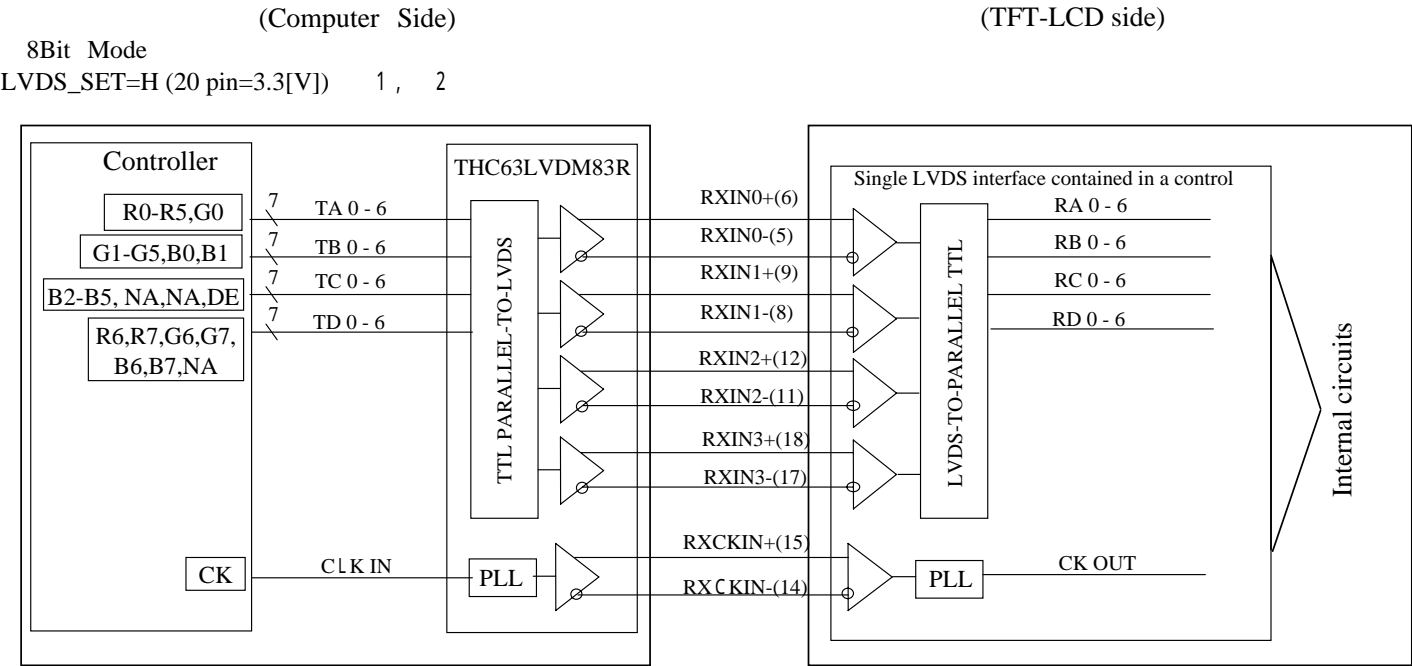 (Computer Side)
(TFT-LCD side)
8Bit Mode
LVDS_SET=H (20 pin=3.3[V]) 1 , 2
Controller
R0-R5,G0
G1-G5,B0,B1
B2-B5, NA,NA,DE
R6,R7,G6,G7,
B6,B7,NA
CK
7
TA 0 - 6
7
TB 0 - 6
7
TC 0 - 6
7
TD 0 - 6
CLK IN
THC63LVDM83R
TTL PARALLEL-TO-LVDS
PLL
RXIN0+(6)
RXIN0-(5)
RXIN1+(9)
RXIN1-(8)
RXIN2+(12)
RXIN2-(11)
RXIN3+(18)
RXIN3-(17)
RXCKIN+(15)
RXCKIN-(14)
Single LVDS interface contained in a control
LVDS-TO-PARALLEL TTL
PLL
RA 0 - 6
RB 0 - 6
RC 0 - 6
RD 0 - 6
CK OUT
Internal circuits